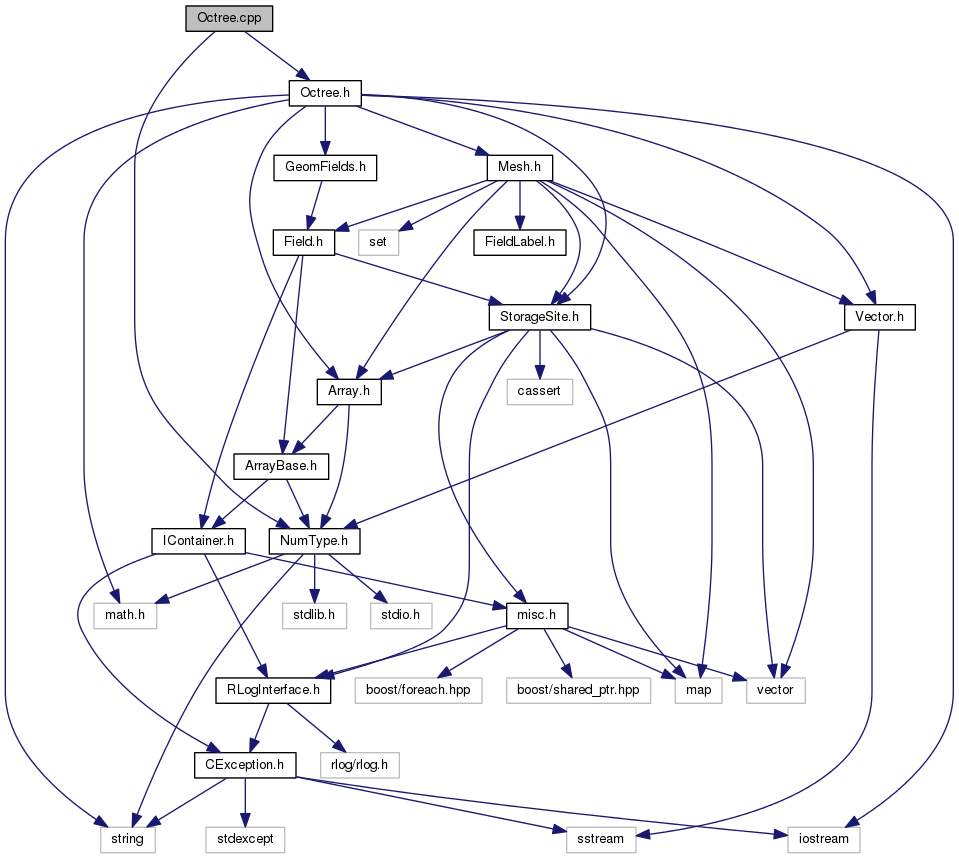 Octree.cpp
Octree.h
GeomFields.h
Mesh.h
Field.h
set
FieldLabel.h
StorageSite.h
Vector.h
Array.h
cassert
ArrayBase.h
IContainer.h
NumType.h
math.h
stdlib.h
stdio.h
misc.h
RLogInterface.h
boost/foreach.hpp
boost/shared_ptr.hpp
map
vector
CException.h
rlog/rlog.h
string
stdexcept
sstream
iostream